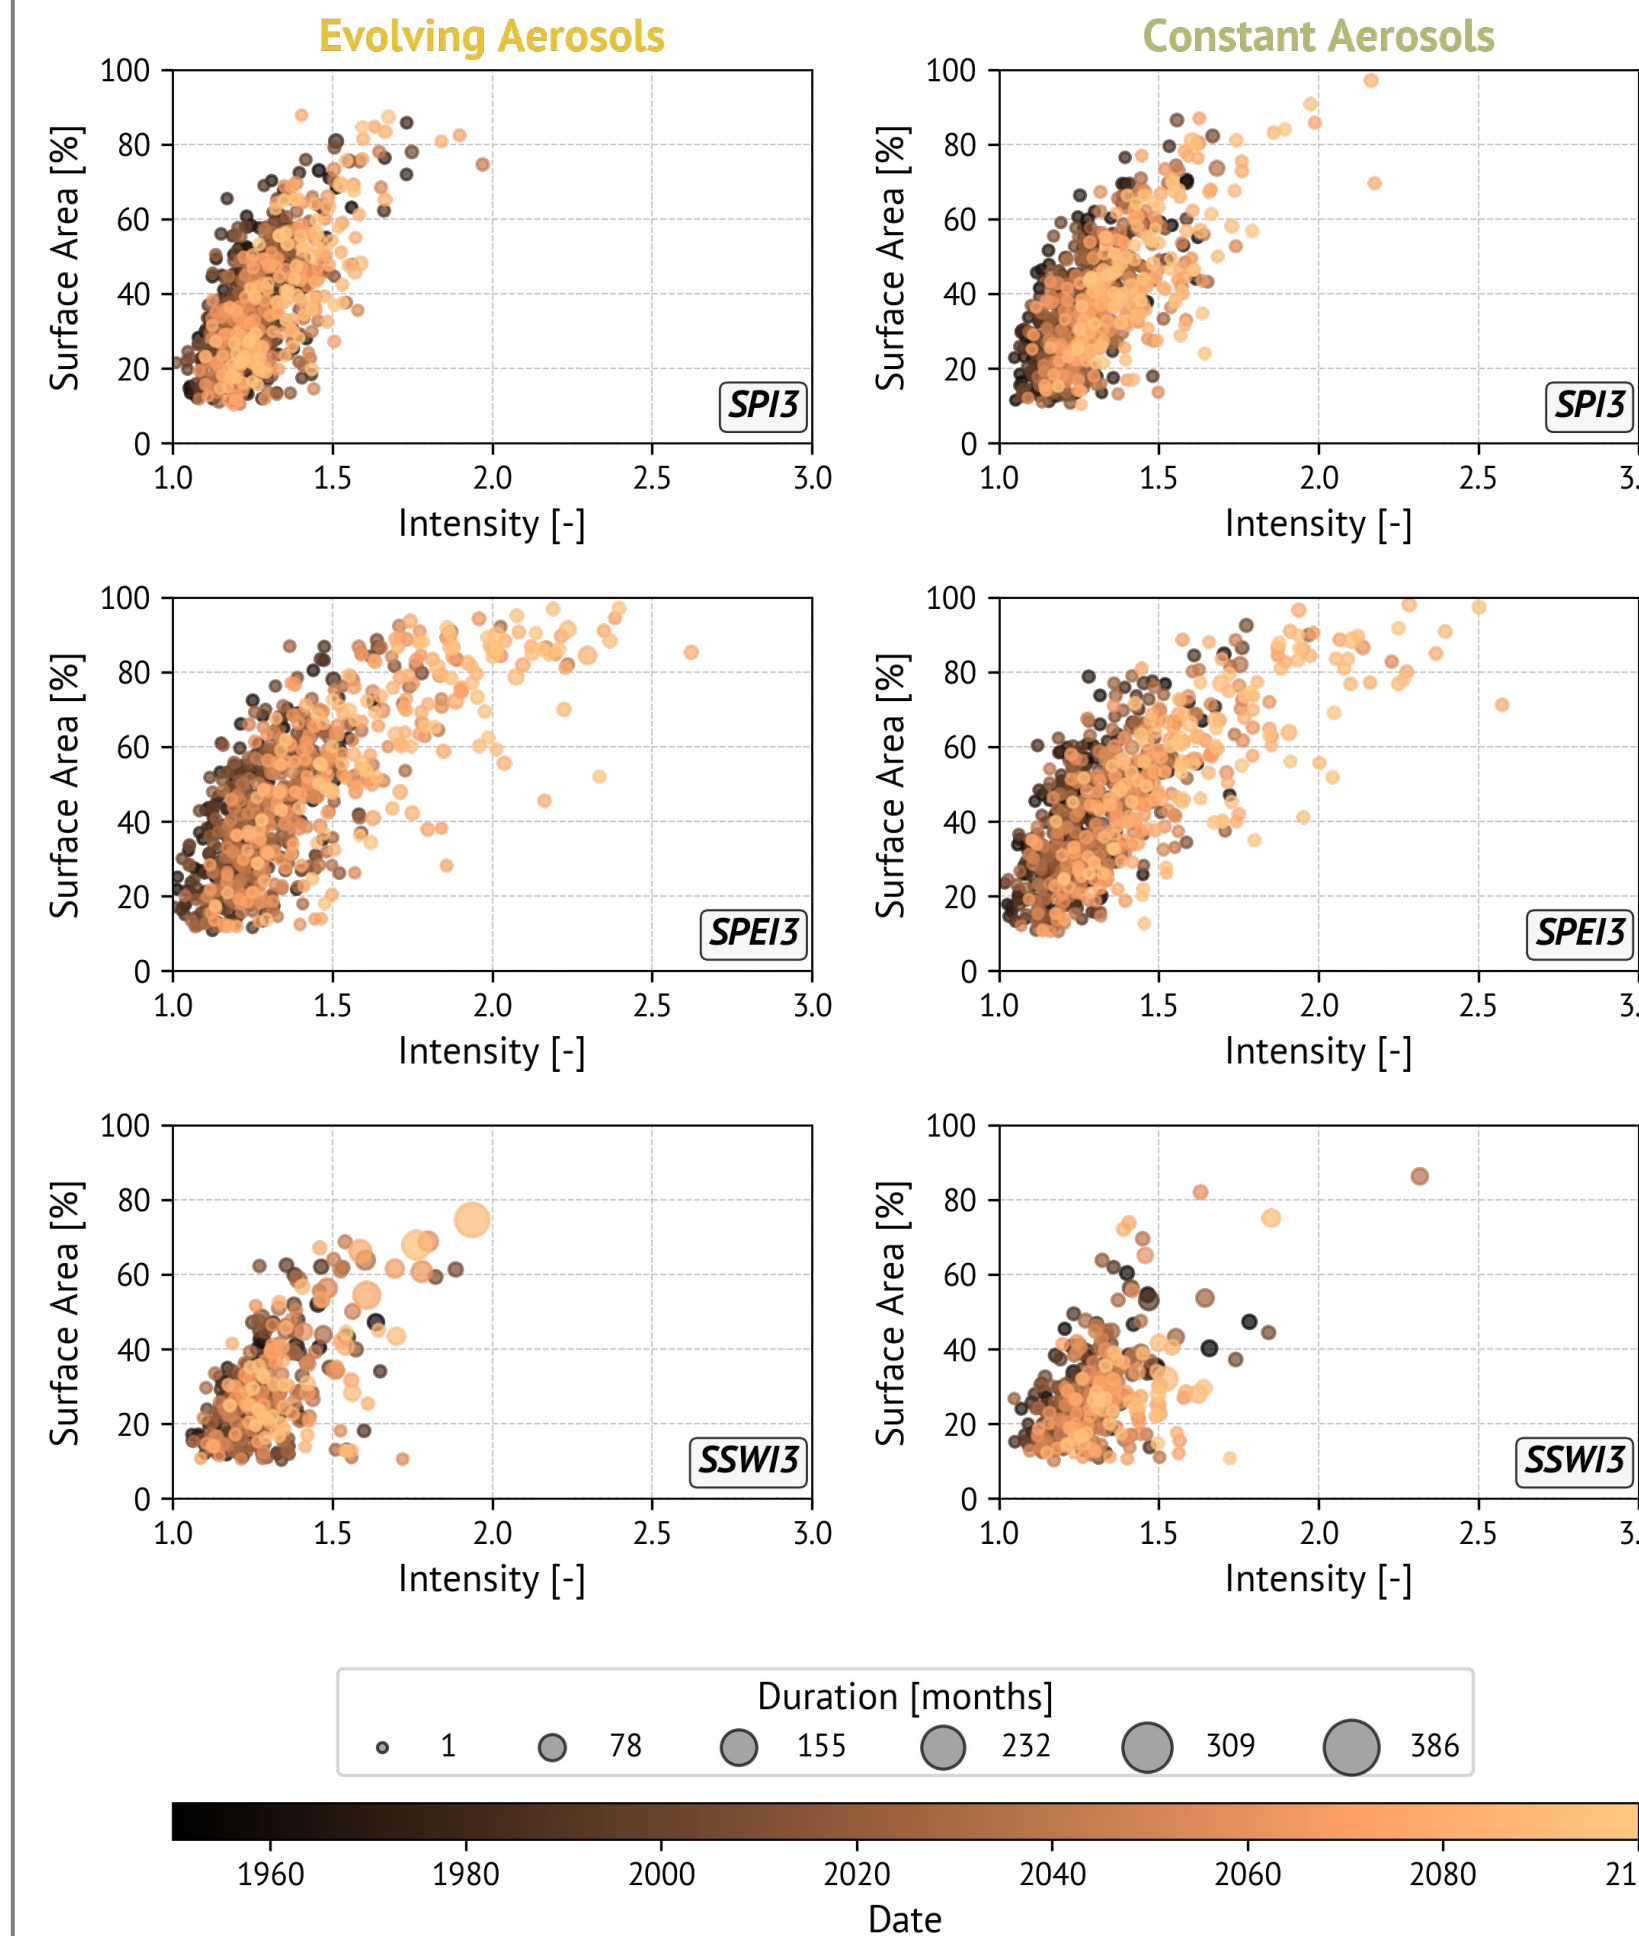 Evolving Aerosols Constant Aerosols
100 100
80 80
60 60
40 40
20 20
0 0
Surface Area [%] Surface Area [%]
SPI3 SPI3
1.0 1.5 2.0 2.5 3.0 1.0 1.5 2.0 2.5 3.
Intensity [-] Intensity [-]
100 100
80 80
60 60
40 40
20 20
0 0
Surface Area [%] Surface Area [%]
SPEI3 SPEI3
1.0 1.5 2.0 2.5 3.0 1.0 1.5 2.0 2.5 3.
Intensity [-] Intensity [-]
100 100
80 80
60 60
40 40
20 20
0 0
Surface Area [%] Surface Area [%]
SSWI3 SSWI3
1.0 1.5 2.0 2.5 3.0 1.0 1.5 2.0 2.5 3.
Intensity [-] Intensity [-]
Duration [months]
1 78 155 232 309 386
1960 1980 2000 2020 2040 2060 2080 21
Date